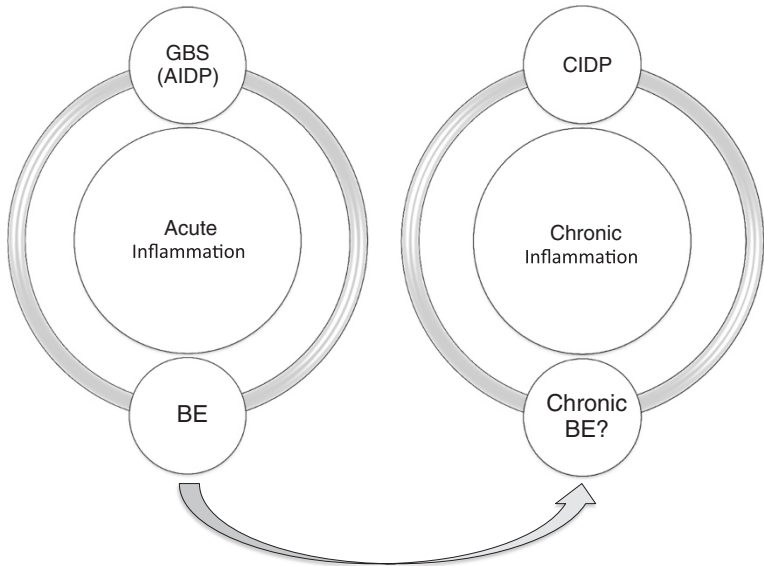 GBS
(AIDP)
Acute
Inflammation
BE
CIDP
Chronic
Inflammation
Chronic
BE?